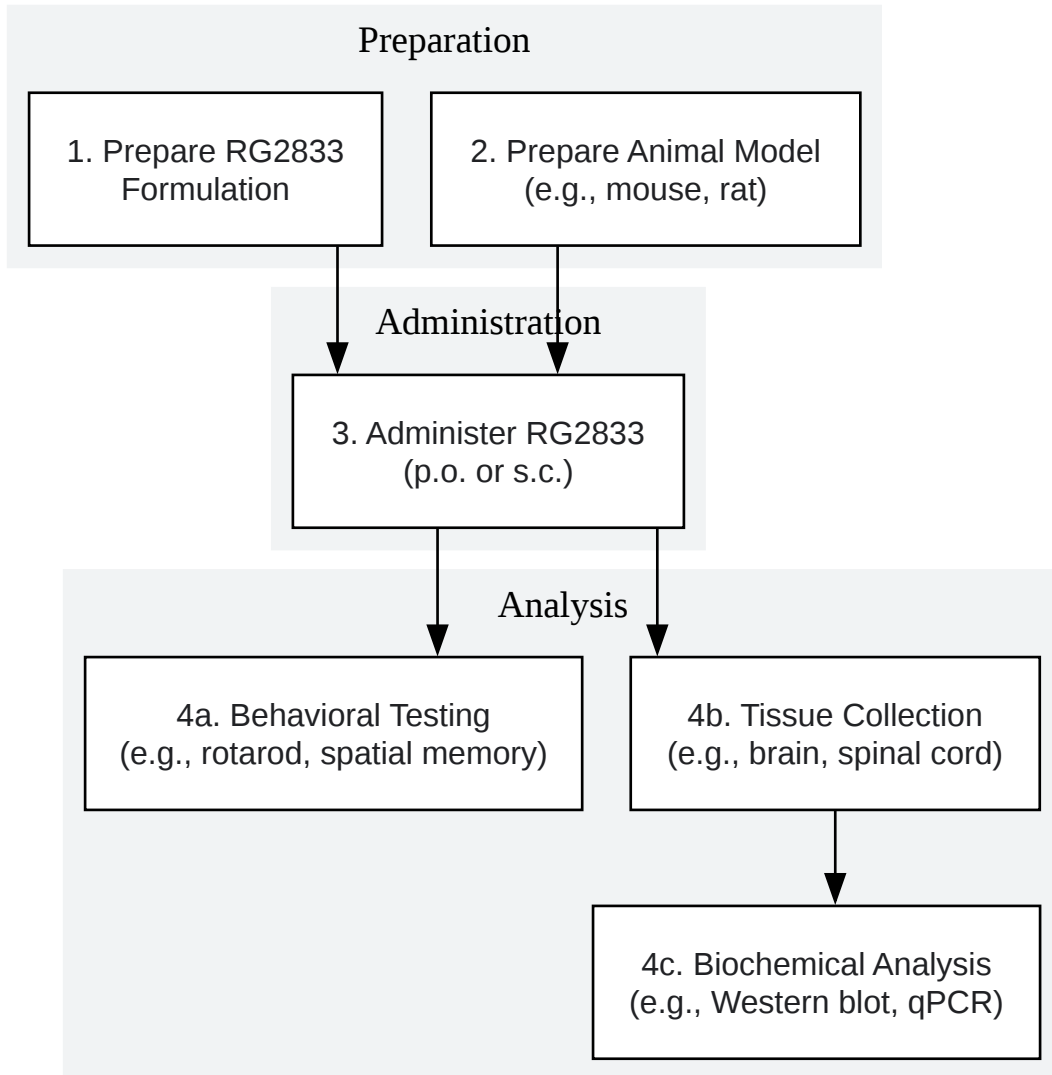 Preparation
1. Prepare RG2833
Formulation
2. Prepare Animal Model
(e.g., mouse, rat)
Administration
3. Administer RG2833
(p.o. or s.c.)
Analysis
4a. Behavioral Testing
(e.g., rotarod, spatial memory)
4b. Tissue Collection
(e.g., brain, spinal cord)
4c. Biochemical Analysis
(e.g., Western blot, qPCR)